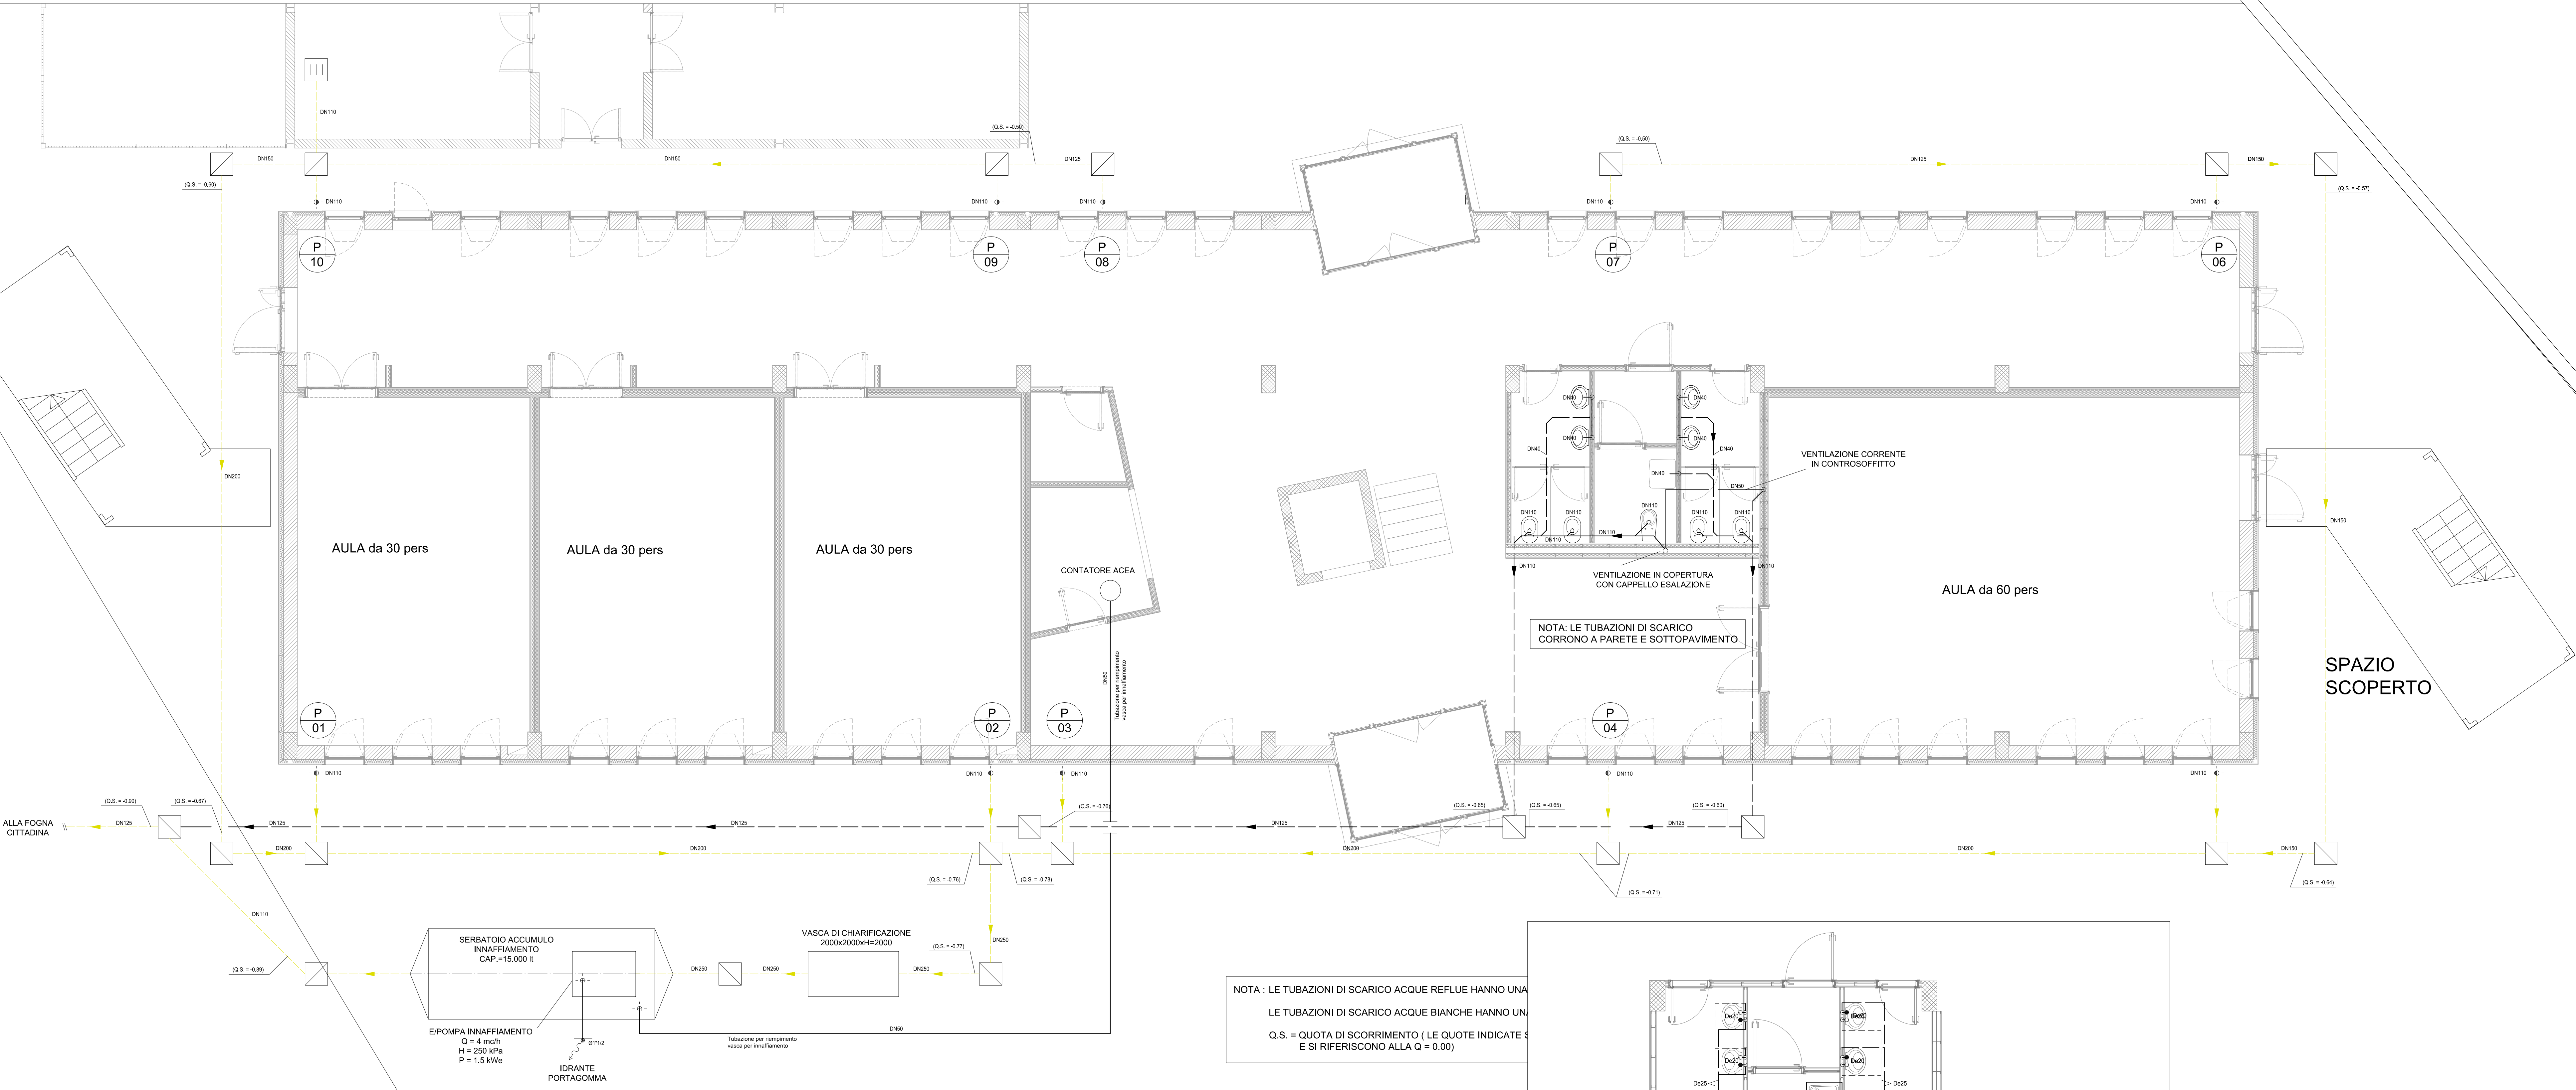 DN110
(Q.S. = -0.50)
(Q.S. = -0.50)
DN150
DN150
DN125
DN125
DN150
(Q.S. = -0.60)
(Q.S. = -0.57)
DN110
DN110
DN110
DN110
DN110
P
10
P
09
P
08
P
07
P
06
DN40
DN40
DN40
DN40
DN40
DN40
DN40
DN50
VENTILAZIONE CORRENTE
IN CONTROSOFFITTO
DN200
DN110
DN110
DN110
DN110
DN110
DN110
DN110
DN150
AULA da 30 pers
AULA da 30 pers
AULA da 30 pers
CONTATORE ACEA
DN110
DN110
VENTILAZIONE IN COPERTURA
CON CAPPELLO ESALAZIONE
AULA da 60 pers
NOTA: LE TUBAZIONI DI SCARICO
CORRONO A PARETE E SOTTOPAVIMENTO
DN50
Tubazione per riempimento
vasca per innaffiamento
SPAZIO
SCOPERTO
P
01
P
02
P
03
P
04
DN110
DN110
DN110
DN110
DN110
(Q.S. = -0.90)
(Q.S. = -0.67)
(Q.S. = -0.76)
(Q.S. = -0.65)
(Q.S. = -0.65)
(Q.S. = -0.60)
ALLA FOGNA
CITTADINA
DN125
DN125
DN125
DN125
DN125
DN200
DN200
DN200
DN200
DN150
(Q.S. = -0.76)
(Q.S. = -0.78)
(Q.S. = -0.71)
(Q.S. = -0.64)
DN110
SERBATOIO ACCUMULO
INNAFFIAMENTO
CAP.=15.000 lt
VASCA DI CHIARIFICAZIONE
2000x2000xH=2000
DN250
(Q.S. = -0.77)
(Q.S. = -0.89)
DN250
DN250
DN250
NOTA : LE TUBAZIONI DI SCARICO ACQUE REFLUE HANNO UNA
LE TUBAZIONI DI SCARICO ACQUE BIANCHE HANNO UNA
Q.S. = QUOTA DI SCORRIMENTO ( LE QUOTE INDICATE S
E SI RIFERISCONO ALLA Q = 0.00)
E/POMPA INNAFFIAMENTO
Q = 4 mc/h
H = 250 kPa
P = 1.5 kWe
Ø1"1/2
IDRANTE
PORTAGOMMA
DN50
Tubazione per riempimento
vasca per innaffiamento
De20
De20
De20
De20
De25
De25